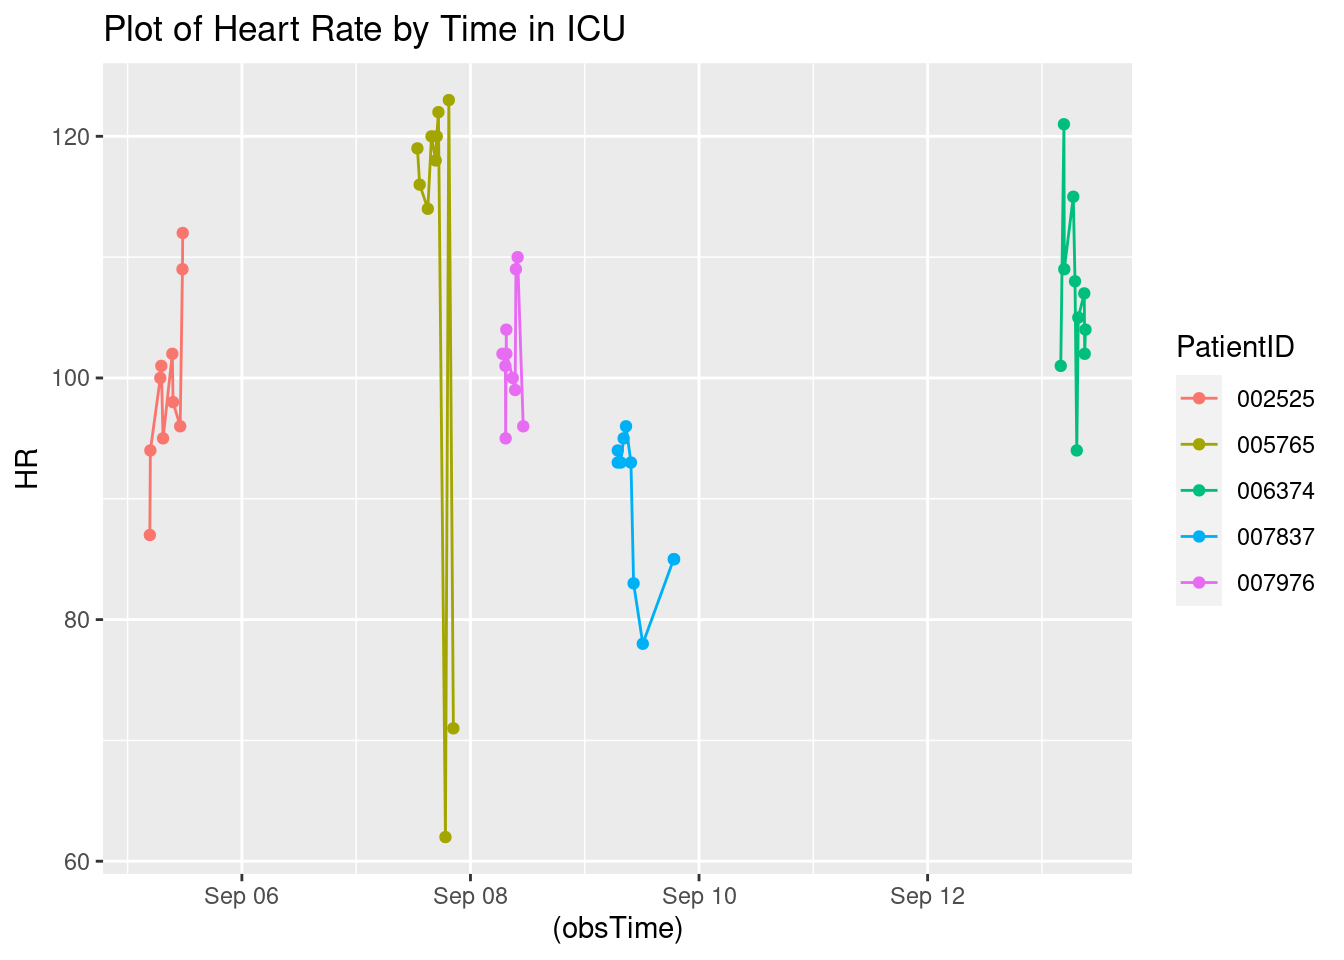 Plot of Heart Rate by Time in ICU
120
100
80
60
HR
Sep 06
Sep 08
Sep 10
Sep 12
(obsTime)
PatientID
002525
005765
006374
007837
007976